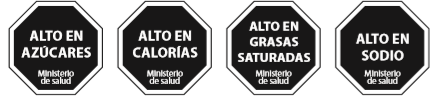 ALTO EN
AZÚCARES
Ministerio
de salud
ALTO EN
CALORÍAS
Ministerio
de salud
ALTO EN
GRASAS
SATURADAS
Ministerio
de salud
ALTO EN
SODIO
Ministerio
de salud